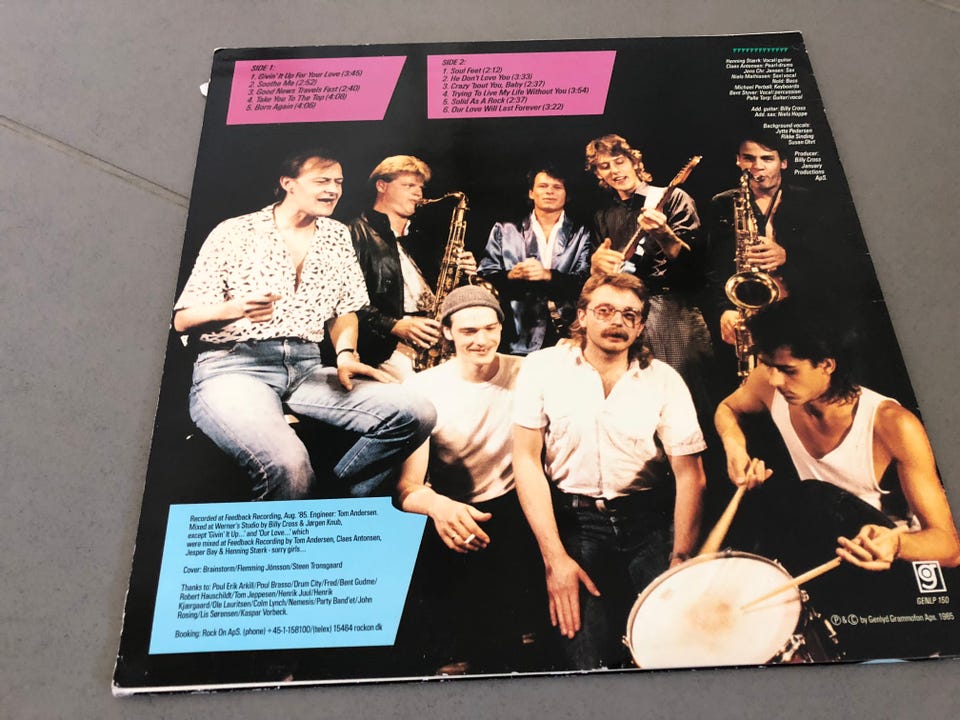 SIDE 1:
1. Givin' It Up For Your Love (3:45)
2. Soothe Me (2:52)
3. Good News Travels Fast (2:40)
4. Take You To The Top (4:08)
5. Born Again (4:06)
SIDE 2:
1. Soul Feet (2:12)
2. He Don't Love You (3:33)
3. Crazy 'bout You, Baby (2:37)
4. Trying To Live My Life Without You (3:54)
5. Solid As A Rock (2:37)
6. Our Love Will Last Forever (3:22)
Henning Stærk: Vocal/guitar
Claes Antonsen: Pearl-drums
Jens Chr. Jensen: Sax
Niels Mathiasen: Sax/vocal
Nold: Bass
Michael Perbøll: Keyboards
Bent Stiver: Vocal/percussion
Palle Torp: Guitar/vocal
Add. guitar: Billy Cross
Add. sax: Niels Hoppe
Background vocals:
Jytte Pedersen
Rikke Sinding
Susan Ohrt
Producer:
Billy Cross
January
Productions
ApS.
Recorded at Feedback Recording, Aug. '85. Engineer: Tom Andersen.
Mixed at Werner's Studio by Billy Cross & Jørgen Knub,
except 'Givin' It Up...' and 'Our Love...' which
were mixed at Feedback Recording by Tom Andersen, Claes Antonsen,
Jesper Bay & Henning Stærk - sorry girls...
Cover: Brainstorm/Flemming Jónsson/Steen Tronsgaard
Thanks to: Poul Erik Arkill/Poul Brasso/Drum City/Fred/Bent Gudme/
Robert Hauschildt/Tom Jeppesen/Henrik Juul/Henrik
Kjærgaard/Ole Lauritsen/Colm Lynch/Nemesis/Party Band'et/John
Rosing/Lis Sørensen/Kaspar Vorbeck.
Booking: Rock On ApS. (phone) +45-1-158100/(telex) 15464 rockon dk
g
GENLP 150
Ⓟ & © by Genlyd Grammofon Aps. 1985